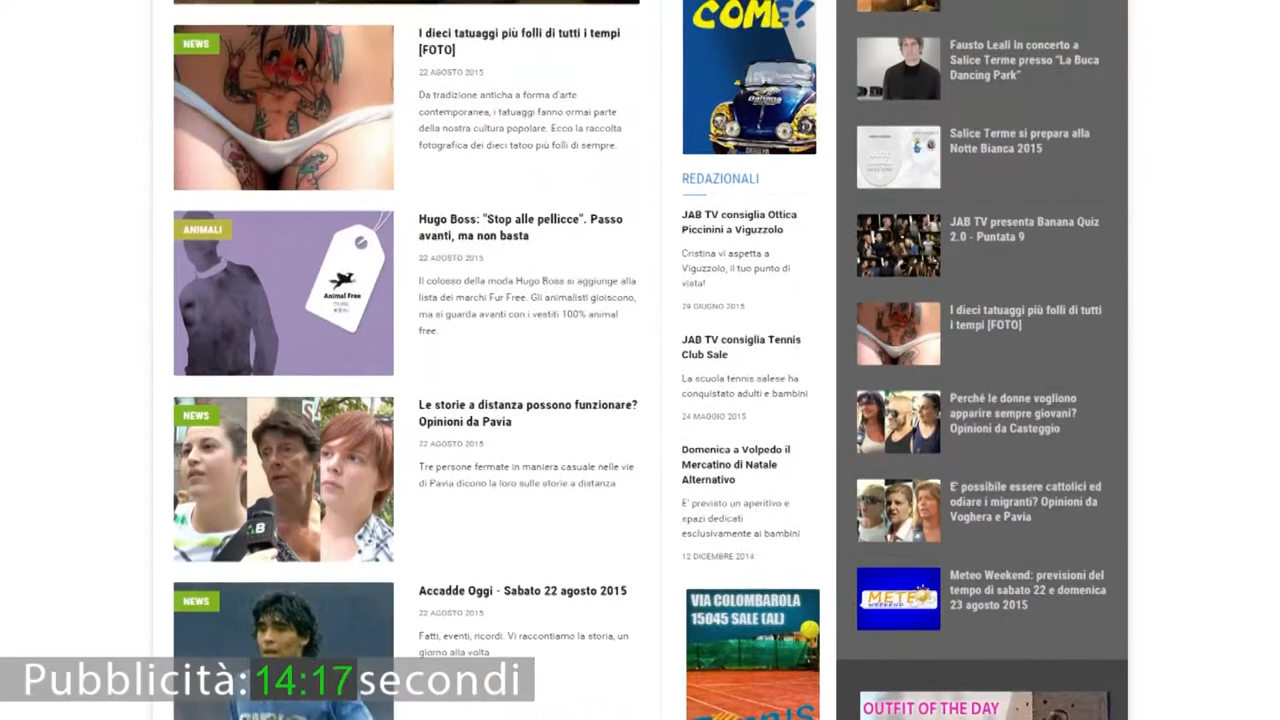 NEWS
I dieci tatuaggi più folli di tutti i tempi
[FOTO]
22 AGOSTO 2015
Da tradizione anticha a forma d'arte
contemporanea, i tatuaggi fanno ormai parte
della nostra cultura popolare. Ecco la raccolta
fotografica dei dieci tatoo più folli di sempre.
ANIMALI
Animal Free
Hugo Boss: "Stop alle pellicce". Passo
avanti, ma non basta
22 AGOSTO 2015
Il colosso della moda Hugo Boss si aggiunge alla
lista dei marchi Fur Free. Gli animalisti gioiscono,
ma si guarda avanti con i vestiti 100% animal
free.
NEWS
Le storie a distanza possono funzionare?
Opinioni da Pavia
22 AGOSTO 2015
Tre persone fermate in maniera casuale nelle vie
di Pavia dicono la loro sulle storie a distanza
NEWS
Accadde Oggi - Sabato 22 agosto 2015
22 AGOSTO 2015
Fatti, eventi, ricordi. Vi raccontiamo la storia, un
giorno alla volta
Pubblicità: 14:17 secondi
COME!
REDAZIONALI
JAB TV consiglia Ottica
Piccinini a Viguzzolo
Cristina vi aspetta a
Viguzzolo, il tuo punto di
vista!
29 GIUGNO 2015
JAB TV consiglia Tennis
Club Sale
La scuola tennis salese ha
conquistato adulti e bambini
24 MAGGIO 2015
Domenica a Volpedo il
Mercatino di Natale
Alternativo
E' previsto un aperitivo e
spazi dedicati
esclusivamente ai bambini
12 DICEMBRE 2014
VIA COLOMBAROLA
15045 SALE (AL)
Fausto Leali in concerto a
Salice Terme presso "La Buca
Dancing Park"
Salice Terme si prepara alla
Notte Bianca 2015
JAB TV presenta Banana Quiz
2.0 - Puntata 9
I dieci tatuaggi più folli di tutti
i tempi [FOTO]
Perché le donne vogliono
apparire sempre giovani?
Opinioni da Casteggio
E' possibile essere cattolici ed
odiare i migranti? Opinioni da
Voghera e Pavia
METEO
WEEKEND
Meteo Weekend: previsioni del
tempo di sabato 22 e domenica
23 agosto 2015
OUTFIT OF THE DAY